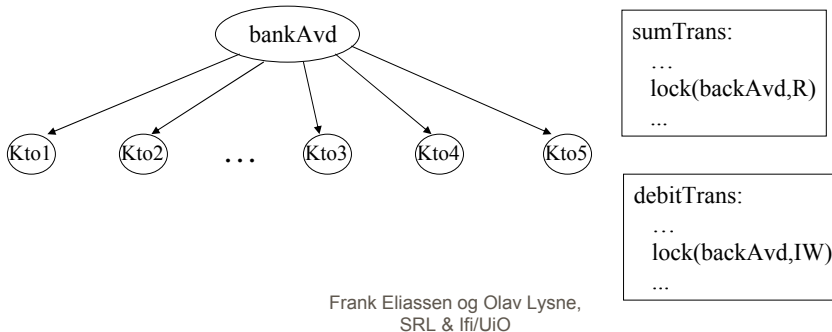 bankAvd
Kto1 Kto2 … Kto3 Kto4 Kto5
sumTrans:
…
lock(backAvd,R)
...
debitTrans:
…
lock(backAvd,IW)
...
Frank Eliassen og Olav Lysne,
SRL & Ifi/UiO